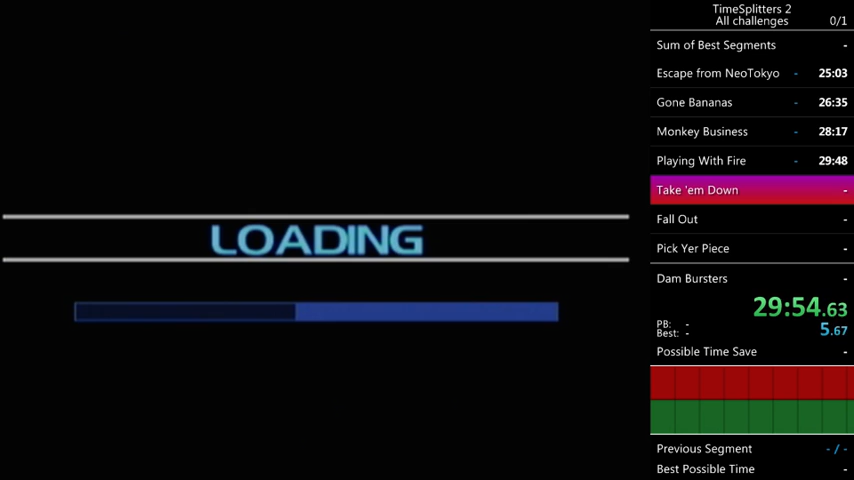 LOADING
TimeSplitters 2
All challenges 0/1
Sum of Best Segments -
Escape from NeoTokyo - 25:03
Gone Bananas - 26:35
Monkey Business - 28:17
Playing With Fire - 29:48
Take 'em Down -
Fall Out -
Pick Yer Piece -
Dam Bursters -
29:54.63
PB: -
Best: - 5.67
Possible Time Save -
Previous Segment - / -
Best Possible Time -